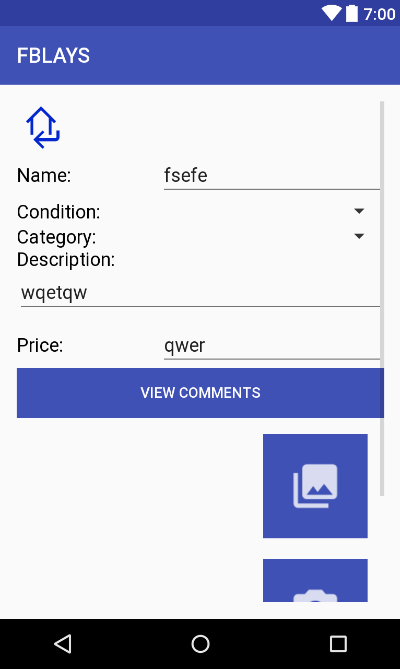 7:00
FBLAYS
Name: fsefe
Condition:
Category:
Description:
wqetqw
Price: qwer
VIEW COMMENTS